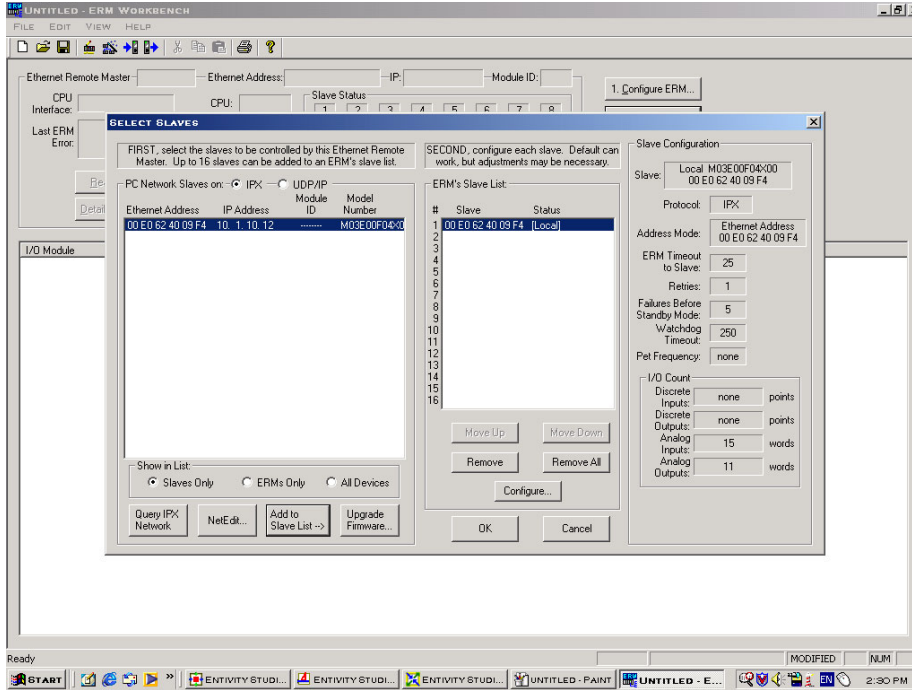 UNTITLED - ERM WORKBENCH
FILE EDIT VIEW HELP
Ethernet Remote Master
Ethernet Address:
IP:
Module ID:
CPU Interface:
CPU:
Slave Status
1 2 3 4 5 6 7 8
1. Configure ERM...
Last ERM Error:
I/O Module
SELECT SLAVES
FIRST, select the slaves to be controlled by this Ethernet Remote
Master. Up to 16 slaves can be added to an ERM's slave list.
SECOND, configure each slave. Default can
work, but adjustments may be necessary.
PC Network Slaves on: IPX UDP/IP
Ethernet Address IP Address Module ID Model Number
00 E0 62 40 09 F4 10. 1. 10. 12 -------- M03E00F04X0
Show in List:
Slaves Only ERMs Only All Devices
Query IPX Network
NetEdit...
Add to Slave List -->
Upgrade Firmware...
ERM's Slave List:
# Slave Status
1 00 E0 62 40 09 F4 [Local]
2
3
4
5
6
7
8
9
10
11
12
13
14
15
16
Move Up Move Down
Remove Remove All
Configure...
OK Cancel
Slave Configuration
Slave: Local M03E00F04X00
00 E0 62 40 09 F4
Protocol: IPX
Address Mode: Ethernet Address
00 E0 62 40 09 F4
ERM Timeout to Slave: 25
Retries: 1
Failures Before Standby Mode: 5
Watchdog Timeout: 250
Pet Frequency: none
I/O Count
Discrete Inputs: none points
Discrete Outputs: none points
Analog Inputs: 15 words
Analog Outputs: 11 words
Ready
MODIFIED NUM
START » ENTIVITY STUDI... ENTIVITY STUDI... ENTIVITY STUDI... UNTITLED - PAINT UNTITLED - E... EN 2:30 PM